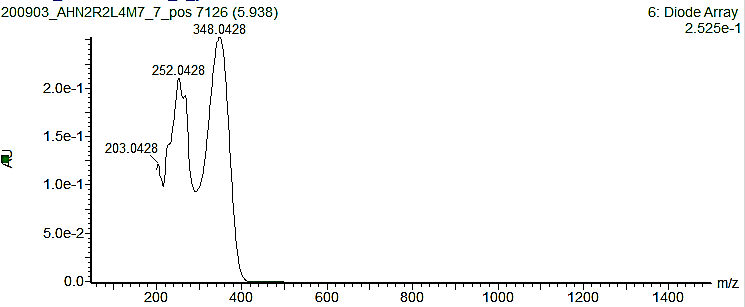 200903_AHN2R2L4M7_7_pos 7126 (5.938)
6: Diode Array
2.525e-1
348.0428
252.0428
203.0428
AU
2.0e-1
1.5e-1
1.0e-1
5.0e-2
0.0
200 400 600 800 1000 1200 1400
m/z